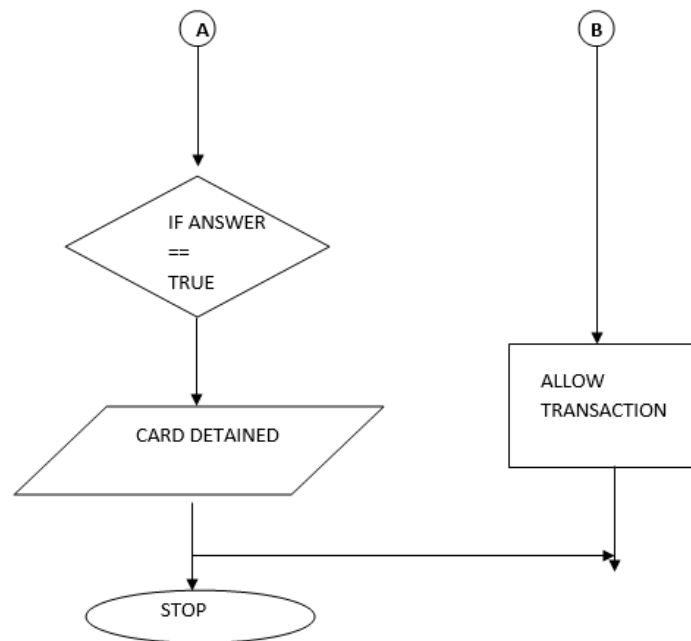 A
B
IF ANSWER
==
TRUE
ALLOW
TRANSACTION
CARD DETAINED
STOP